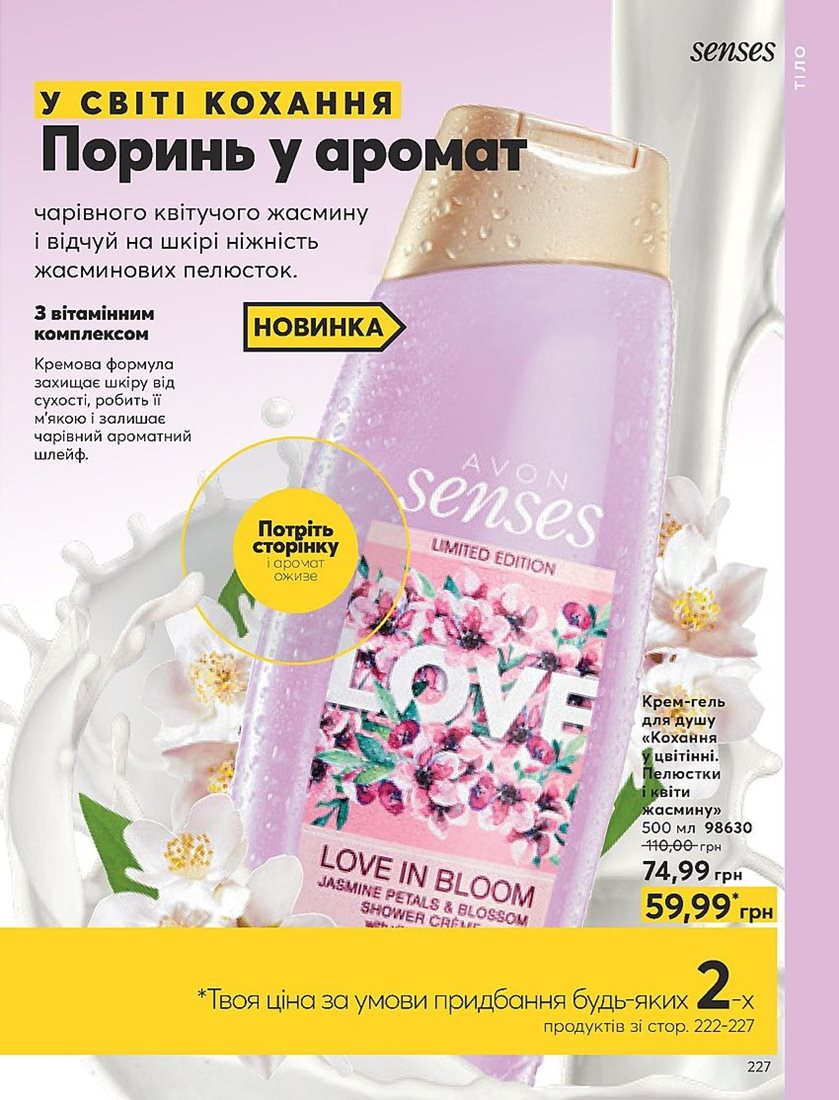 senses
ТІЛО
У СВІТІ КОХАННЯ
Поринь у аромат
чарівного квітучого жасмину
і відчуй на шкірі ніжність
жасминових пелюсток.
З вітамінним
комплексом
НОВИНКА
Кремова формула
захищає шкіру від
сухості, робить її
м'якою і залишає
чарівний ароматний
шлейф.
Потріть
сторінку
і аромат
оживе
AVON
senses
LIMITED EDITION
LOVE
LOVE IN BLOOM
JASMINE PETALS & BLOSSOM
SHOWER CRÈME
Крем-гель
для душу
«Кохання
у цвітінні.
Пелюстки
і квіти
жасмину»
500 мл 98630
110,00 грн
74,99 грн
59,99* грн
*Твоя ціна за умови придбання будь-яких 2-х
продуктів зі стор. 222-227
227